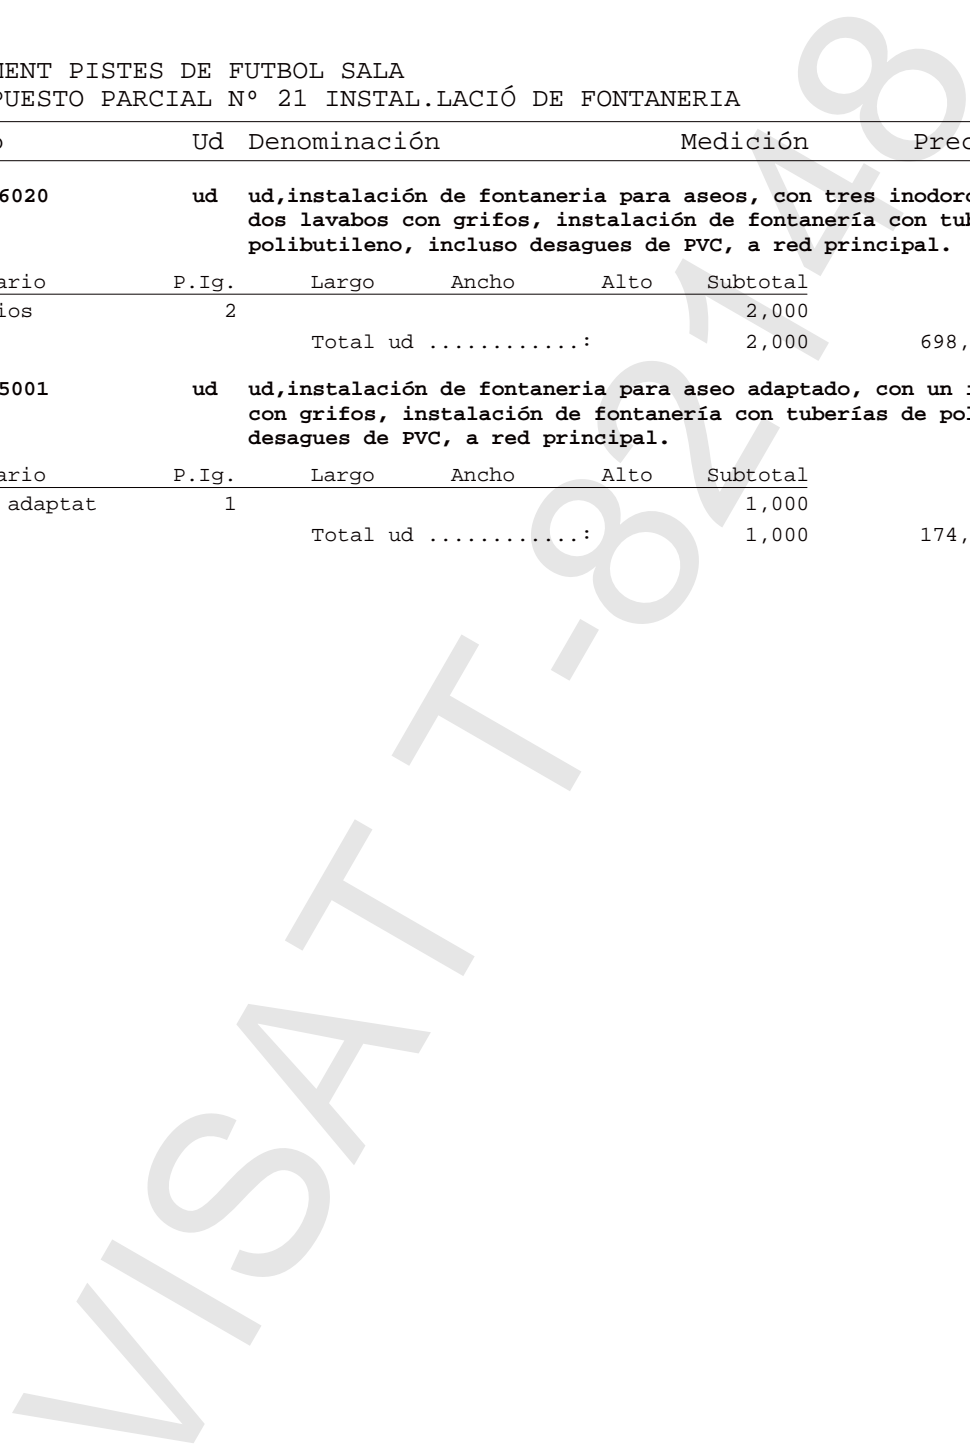 MENT PISTES DE FUTBOL SALA
PUESTO PARCIAL Nº 21 INSTAL.LACIÓ DE FONTANERIA
o Ud Denominación Medición Prec
6020 ud ud,instalación de fontaneria para aseos, con tres inodoro
dos lavabos con grifos, instalación de fontanería con tub
polibutileno, incluso desagues de PVC, a red principal.
ario P.Ig. Largo Ancho Alto Subtotal
ios 2 2,000
Total ud ............: 2,000 698,
5001 ud ud,instalación de fontaneria para aseo adaptado, con un
con grifos, instalación de fontanería con tuberías de pol
desagues de PVC, a red principal.
ario P.Ig. Largo Ancho Alto Subtotal
adaptat 1 1,000
Total ud ............: 1,000 174,
VISAT T-82148